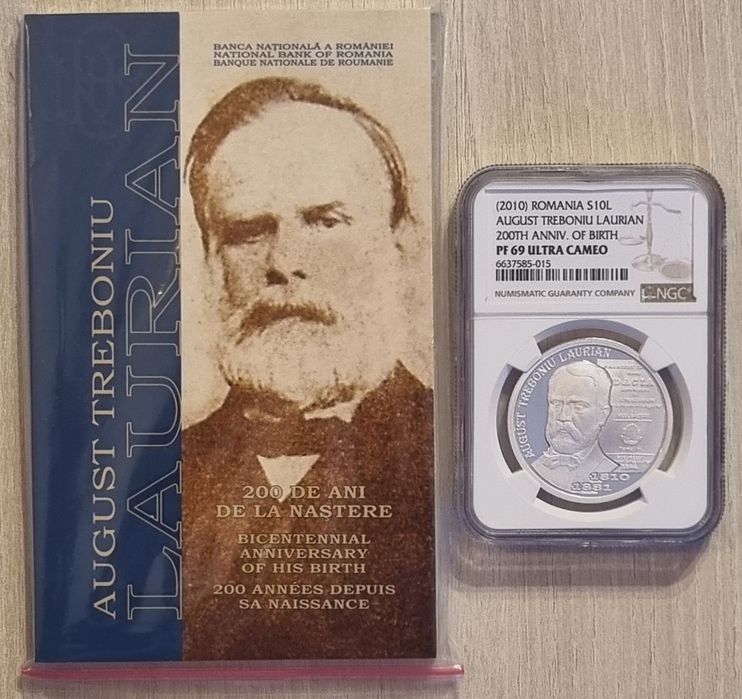 BANCA NAȚIONALĂ A ROMÂNIEI
NATIONAL BANK OF ROMANIA
BANQUE NATIONALE DE ROUMANIE
AUGUST TREBONIU
LAURIAN
200 DE ANI
DE LA NAȘTERE
BICENTENNIAL
ANNIVERSARY
OF HIS BIRTH
200 ANNÉES DEPUIS
SA NAISSANCE
(2010) ROMANIA S10L
AUGUST TREBONIU LAURIAN
200TH ANNIV. OF BIRTH
PF 69 ULTRA CAMEO
6637585-015
NUMISMATIC GUARANTY COMPANY
NGC
AUGUST TREBONIU LAURIAN
DACIA
1810
1881